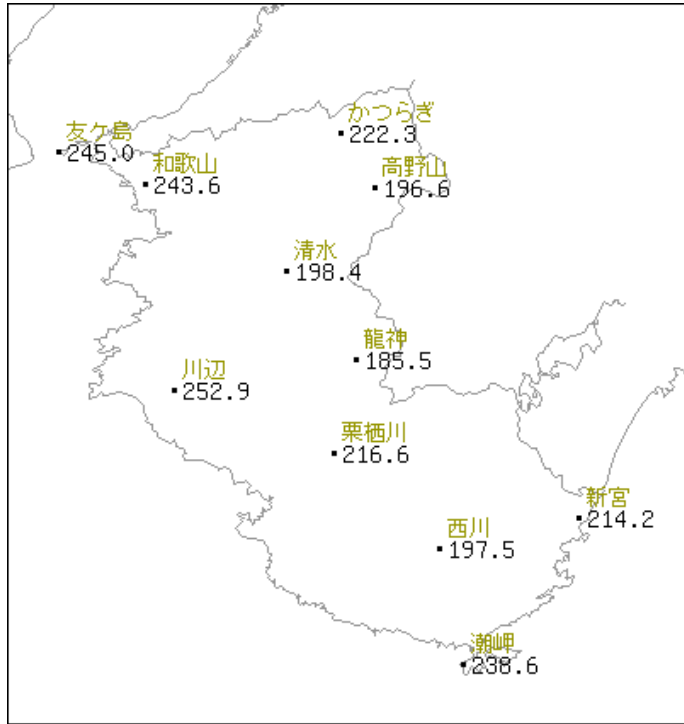 かつらぎ
222.3
友ケ島
245.0
和歌山
243.6
高野山
196.6
清水
198.4
龍神
185.5
川辺
252.9
栗栖川
216.6
新宮
214.2
西川
197.5
潮岬
238.6